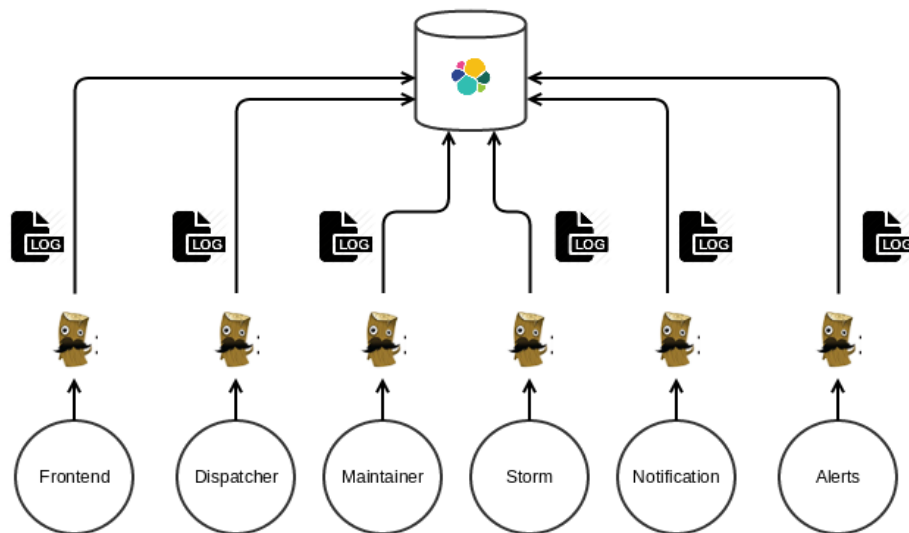 LOG
LOG
LOG
LOG
LOG
LOG
Frontend
Dispatcher
Maintainer
Storm
Notification
Alerts